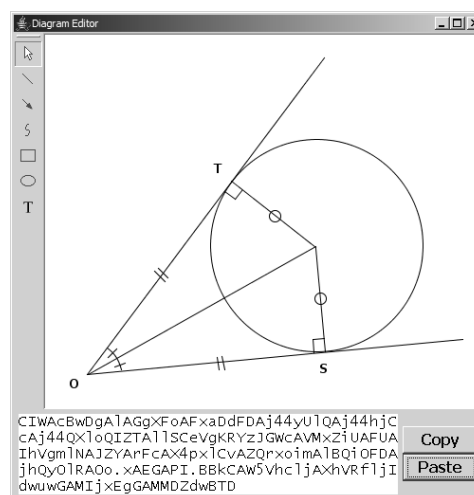 Diagram Editor
T
T
O
S
CIWAcBwDgAlAGgXFoAFxaDdFDAj44yUlQAj44hjC
cAj44QXloQIZTAllSCeVgKRYzJGWcAVMxZiUAFUA
IhVgmlNAJZYArFcAX4pxlCvAZQrxoimAlBQiOFDA
jhQyOlRAOo.xAEGAPI.BBkCAW5VhcljAxhVRfljI
dwuwGAMIjxEgGAMMDZdwBTD
Copy
Paste